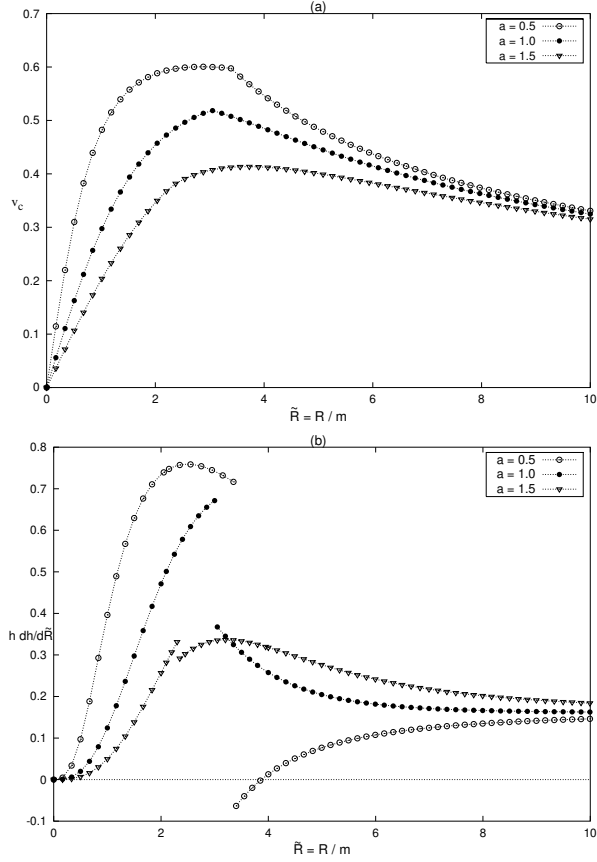 (a)
0.7
a = 0.5
a = 1.0
a = 1.5
0.6
0.5
0.4
v_c
0.3
0.2
0.1
0
0 2 4 6 8 10
R̃ = R / m
(b)
0.8
a = 0.5
a = 1.0
a = 1.5
0.7
0.6
0.5
0.4
h dh/dR̃
0.3
0.2
0.1
0
-0.1
0 2 4 6 8 10
R̃ = R / m